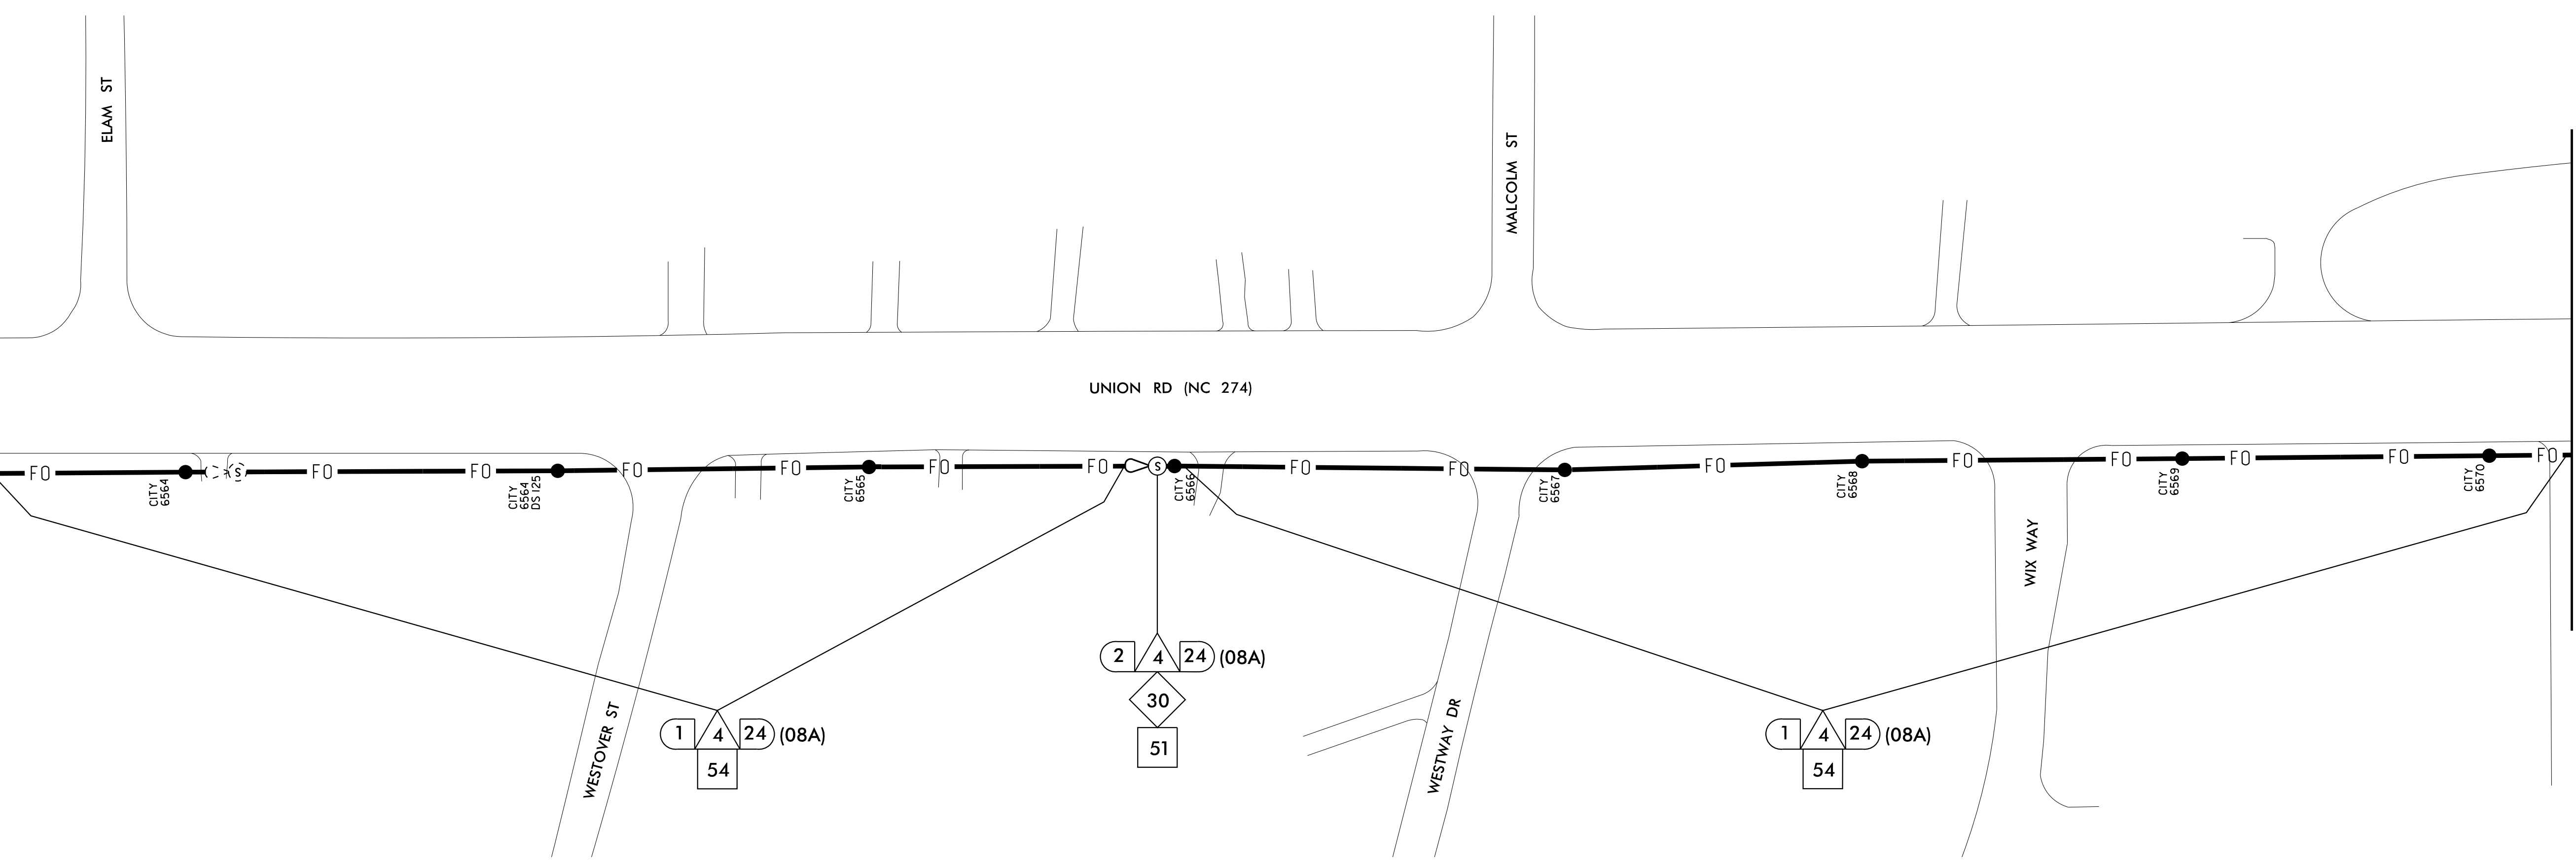 ELAM ST
MALCOLM ST
UNION RD (NC 274)
FO FO FO FO FO FO FO FO FO FO FO FO FO FO FO
S
S
CITY
6564
CITY
6564
DS 125
CITY
6565
CITY
6566
CITY
6567
CITY
6568
CITY
6569
CITY
6570
WIX WAY
WESTOVER ST
WESTWAY DR
2 4 24 (08A)
30
51
1 4 24 (08A)
54
1 4 24 (08A)
54